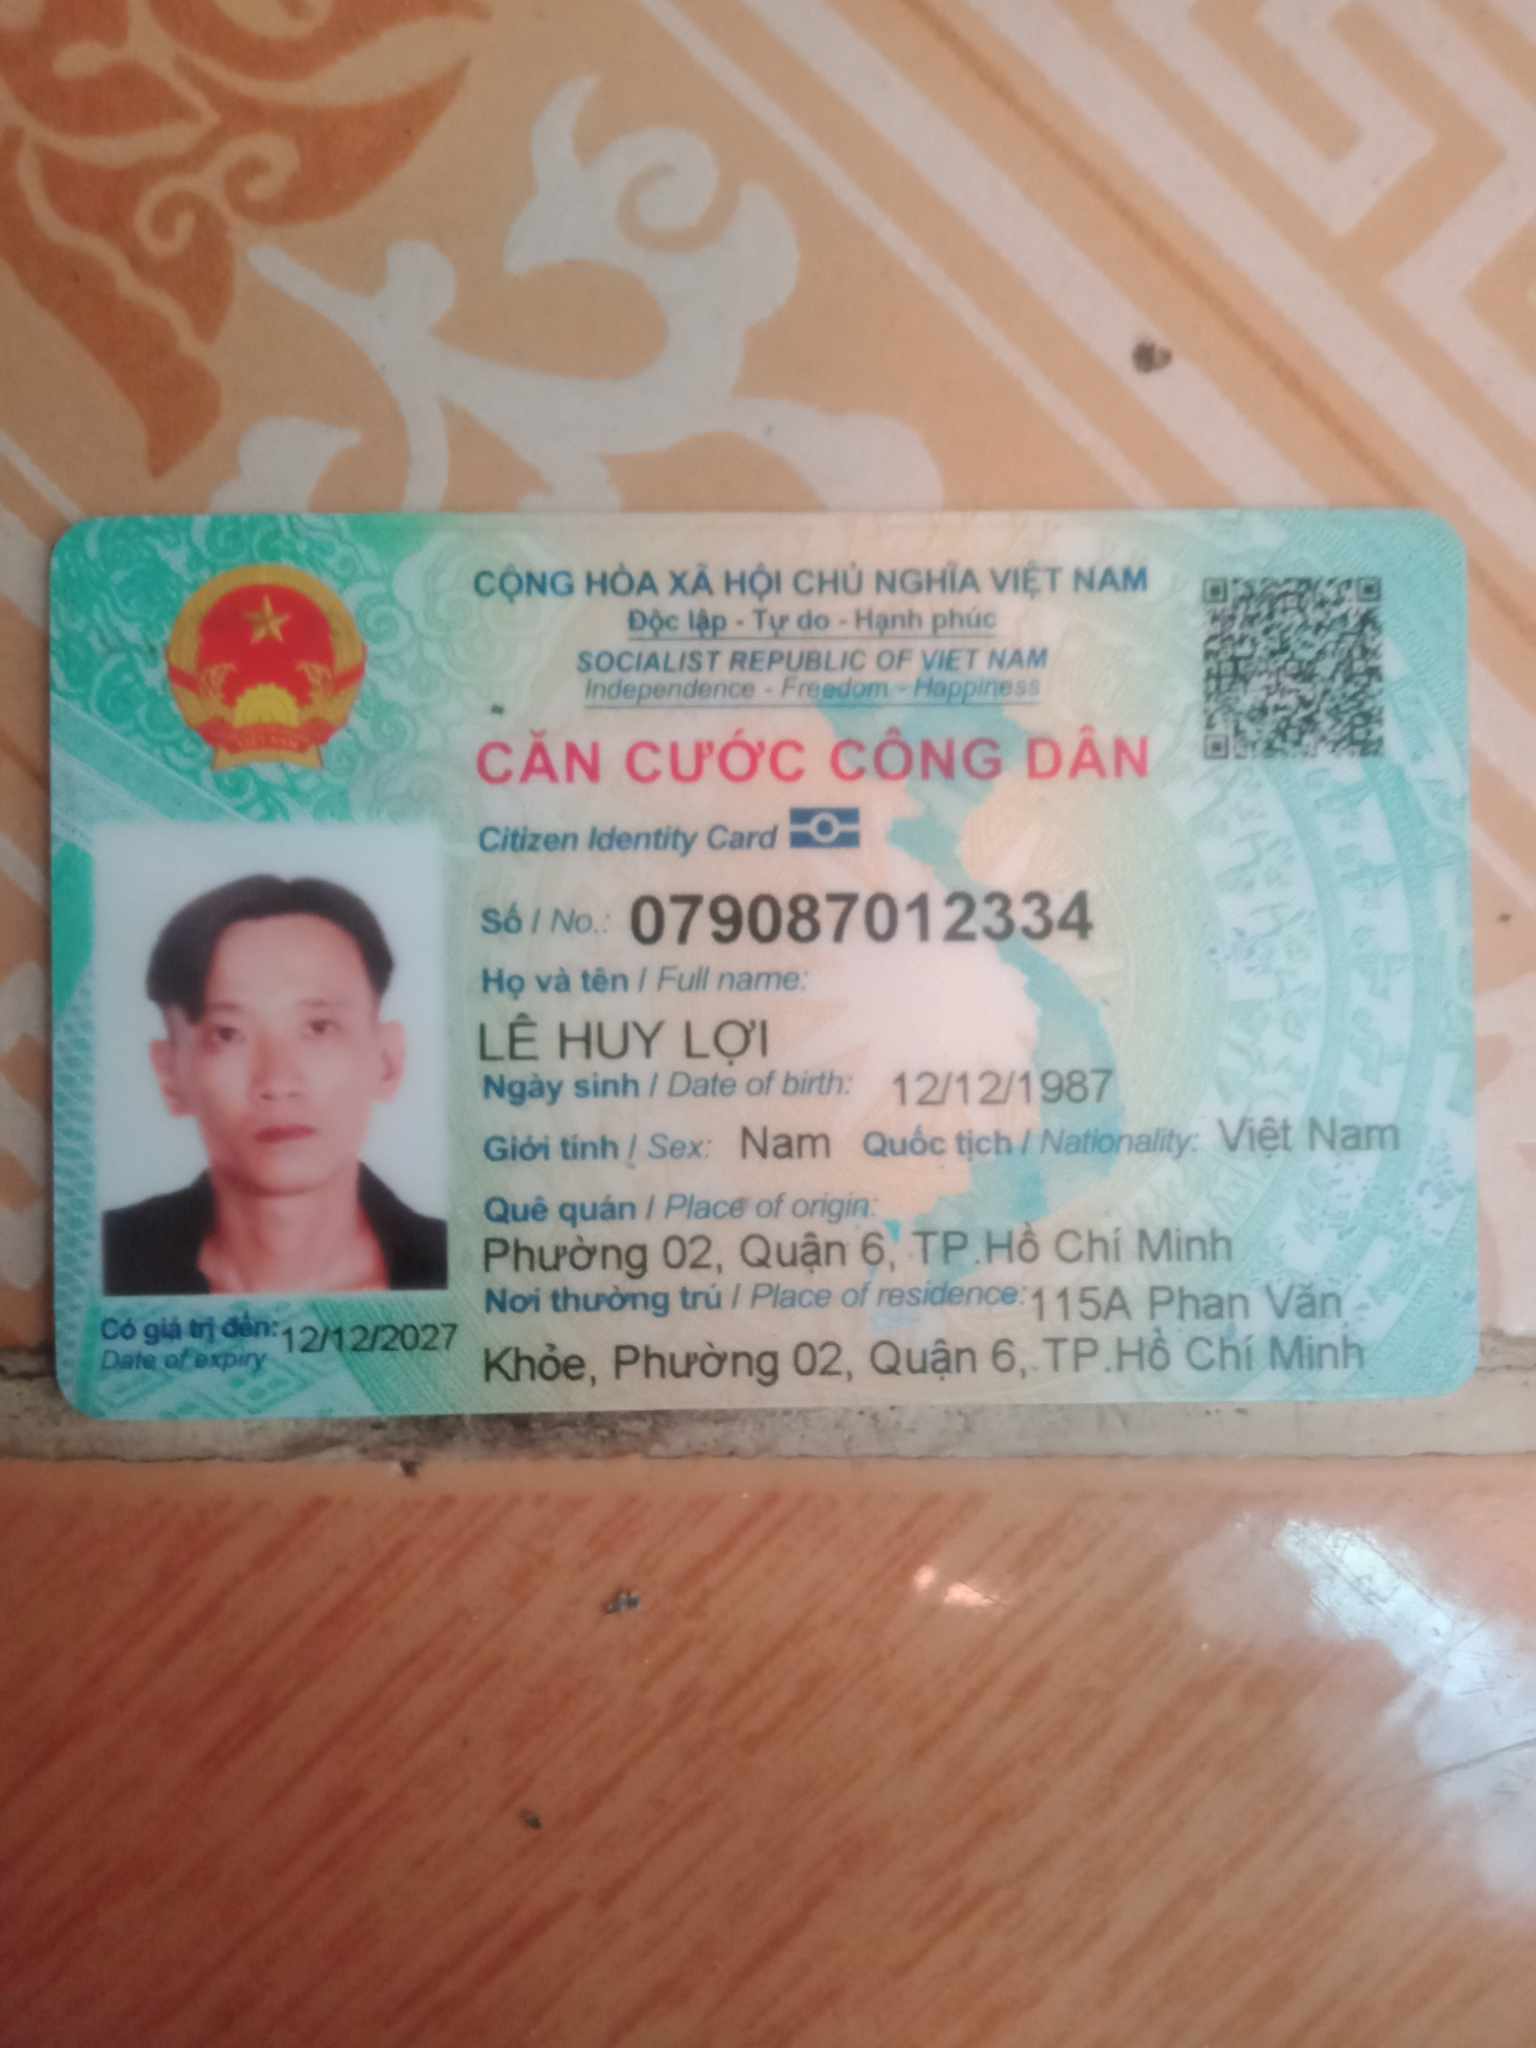 CỘNG HÒA XÃ HỘI CHỦ NGHĨA VIỆT NAM
Độc lập - Tự do - Hạnh phúc
SOCIALIST REPUBLIC OF VIET NAM
Independence - Freedom - Happiness
CĂN CƯỚC CÔNG DÂN
Citizen Identity Card
Số / No.: 079087012334
Họ và tên / Full name:
LÊ HUY LỢI
Ngày sinh / Date of birth: 12/12/1987
Giới tính / Sex: Nam Quốc tịch / Nationality: Việt Nam
Quê quán / Place of origin:
Phường 02, Quận 6, TP.Hồ Chí Minh
Nơi thường trú / Place of residence: 115A Phan Văn
Khỏe, Phường 02, Quận 6, TP.Hồ Chí Minh
Có giá trị đến: 12/12/2027
Date of expiry